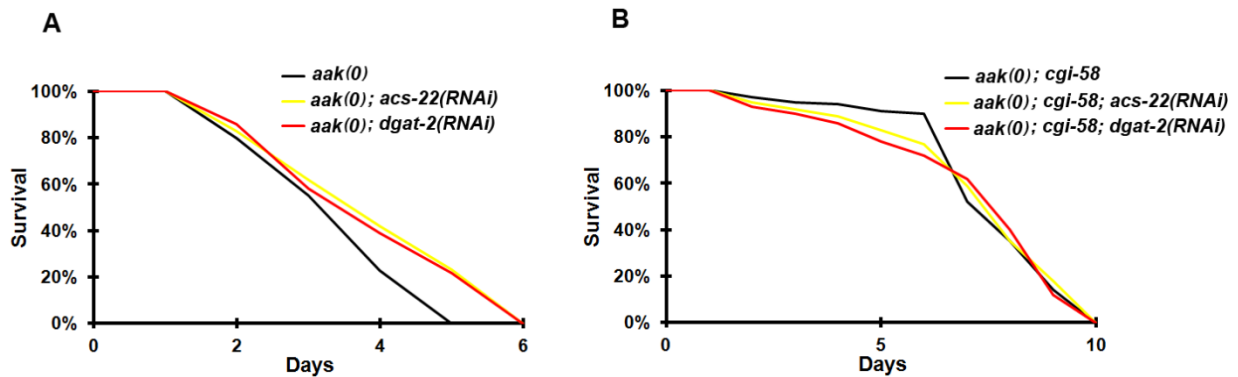 A
aak(0)
aak(0); acs-22(RNAi)
aak(0); dgat-2(RNAi)
100%
80%
60%
40%
20%
0%
Survival
0
2
4
6
Days
B
aak(0); cgi-58
aak(0); cgi-58; acs-22(RNAi)
aak(0); cgi-58; dgat-2(RNAi)
100%
80%
60%
40%
20%
0%
Survival
0
5
10
Days